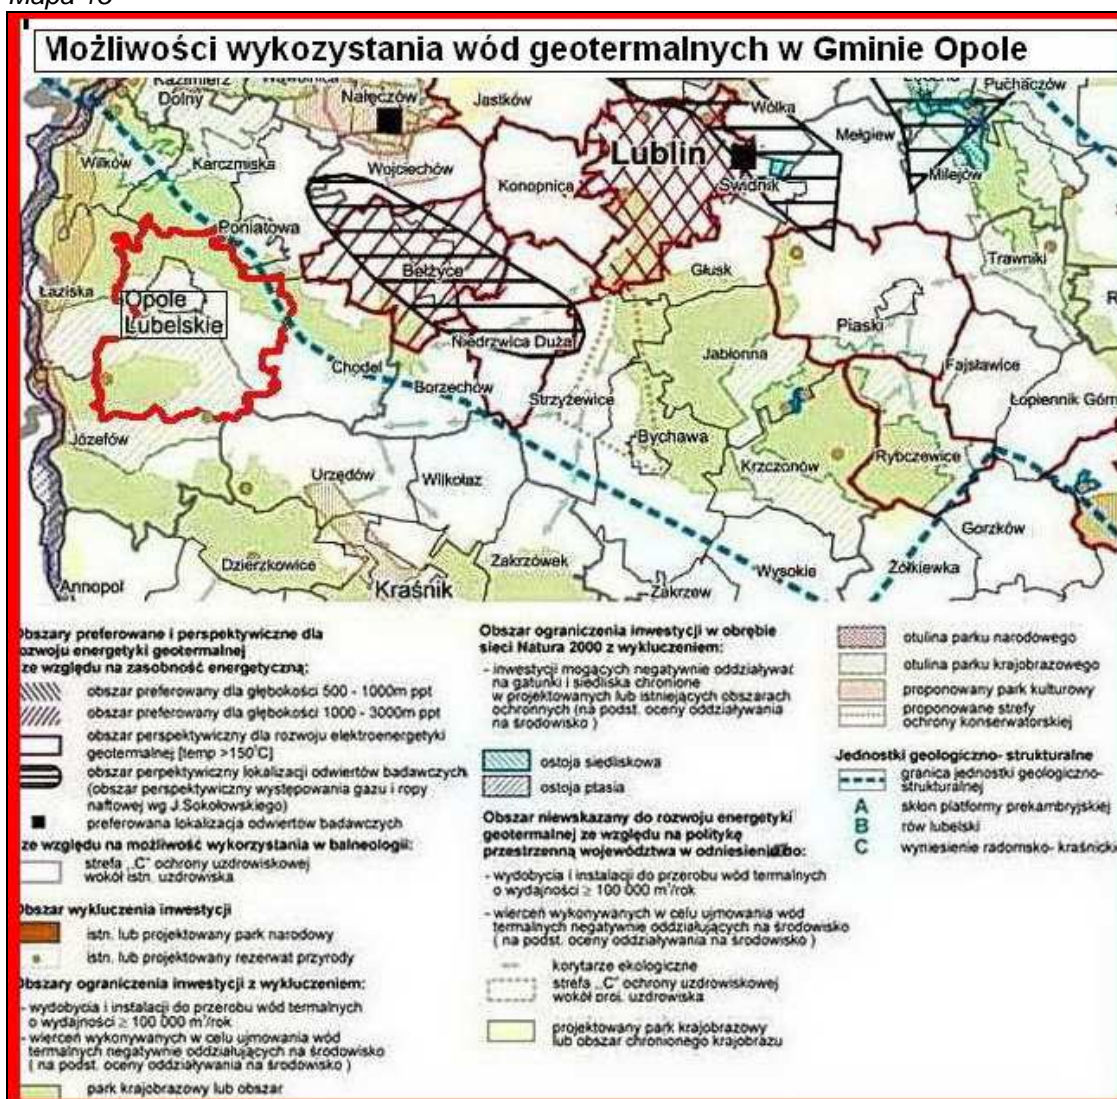 Mapa 18
Możliwości wykozystania wód geotermalnych w Gminie Opole
Kazimierz
Dolny
Wąwolnica
Nałęczów
Jastków
Wólka
Puchaczów
Mełgiew
Wilków
Karczmiska
Wojciechów
Konopnica
Lublin
Świdnik
Milejów
Poniatowa
Bełżyce
Głusk
Trawniki
Łaziska
Opole
Lubelskie
Piaski
Niedrzwica Duża
Jabłonna
Fajsławice
Chodel
Borzechów
Strzyżewice
Łopiennik Górn
Józefów
Bychawa
Krzczonów
Rybczewice
Urzędów
Wilkołaz
Gorzków
Dzierzkowice
Zakrzówek
Wysokie
Żółkiewka
Annopol
Kraśnik
Zakrzew
Obszary preferowane i perspektywiczne dla
rozwoju energetyki geotermalnej
ze względu na zasobność energetyczną:
obszar preferowany dla głębokości 500 - 1000m ppt
obszar preferowany dla głębokości 1000 - 3000m ppt
obszar perspektywiczny dla rozwoju elektroenergetyki
geotermalnej [temp >150°C]
obszar perpektywiczny lokalizacji odwiertów badawczych
(obszar perspektywiczny występowania gazu i ropy
naftowej wg J.Sokołowskiego)
preferowana lokalizacja odwiertów badawczych
ze względu na możliwość wykorzystania w balneologii:
strefa „C" ochrony uzdrowiskowej
wokół istn. uzdrowiska
Obszar wykluczenia inwestycji
istn. lub projektowany park narodowy
istn. lub projektowany rezerwat przyrody
Obszary ograniczenia inwestycji z wykluczeniem:
- wydobycia i instalacji do przerobu wód termalnych
o wydajności ≥ 100 000 m³/rok
- wierceń wykonywanych w celu ujmowania wód
termalnych negatywnie oddziałujących na środowisko
( na podst. oceny oddziaływania na środowisko )
park krajobrazowy lub obszar
Obszar ograniczenia inwestycji w obrębie
sieci Natura 2000 z wykluczeniem:
- inwestycji mogących negatywnie oddziaływać
na gatunki i siedliska chronione
w projektowanych lub istniejących obszarach
ochronnych (na podst. oceny oddziaływania
na środowisko )
ostoja siedliskowa
ostoja ptasia
Obszar niewskazany do rozwoju energetyki
geotermalnej ze względu na politykę
przestrzenną województwa w odniesieniu do:
- wydobycia i instalacji do przerobu wód termalnych
o wydajności ≥ 100 000 m³/rok
- wierceń wykonywanych w celu ujmowania wód
termalnych negatywnie oddziałujących na środowisko
( na podst. oceny oddziaływania na środowisko )
korytarze ekologiczne
strefa „C" ochrony uzdrowiskowej
wokół proj. uzdrowiska
projektowany park krajobrazowy
lub obszar chronionego krajobrazu
otulina parku narodowego
otulina parku krajobrazowego
proponowany park kulturowy
proponowane strefy
ochrony konserwatorskiej
Jednostki geologiczno- strukturalne
granica jednostki geologiczno-
strukturalnej
A skłon platformy prekambryjskiej
B rów lubelski
C wyniesienie radomsko- kraśnicki